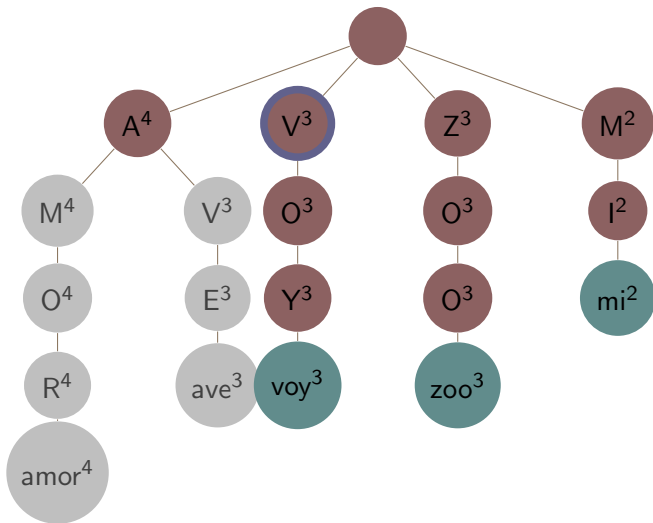 A⁴ V³ Z³ M²
M⁴ V³ O³ O³ I²
O⁴ E³ Y³ O³ mi²
R⁴ ave³ voy³ zoo³
amor⁴